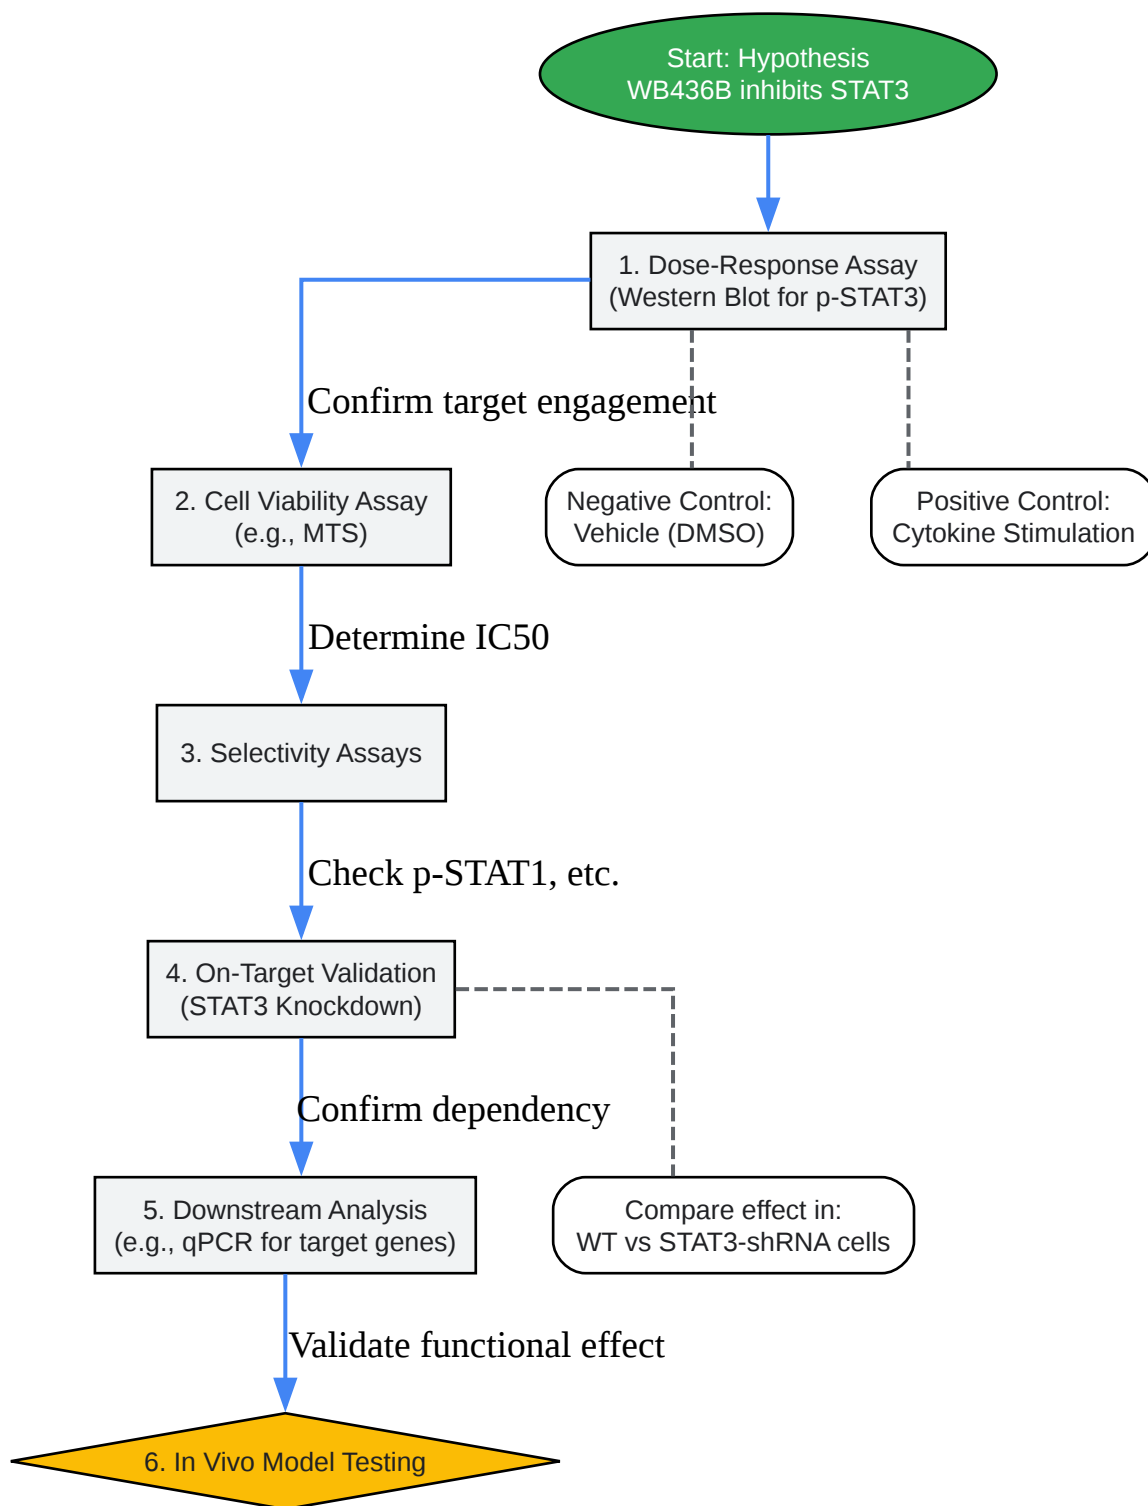 Start: Hypothesis
WB436B inhibits STAT3
1. Dose-Response Assay
(Western Blot for p-STAT3)
Confirm target engagement
2. Cell Viability Assay
(e.g., MTS)
Negative Control:
Vehicle (DMSO)
Positive Control:
Cytokine Stimulation
Determine IC50
3. Selectivity Assays
Check p-STAT1, etc.
4. On-Target Validation
(STAT3 Knockdown)
Confirm dependency
5. Downstream Analysis
(e.g., qPCR for target genes)
Compare effect in:
WT vs STAT3-shRNA cells
Validate functional effect
6. In Vivo Model Testing